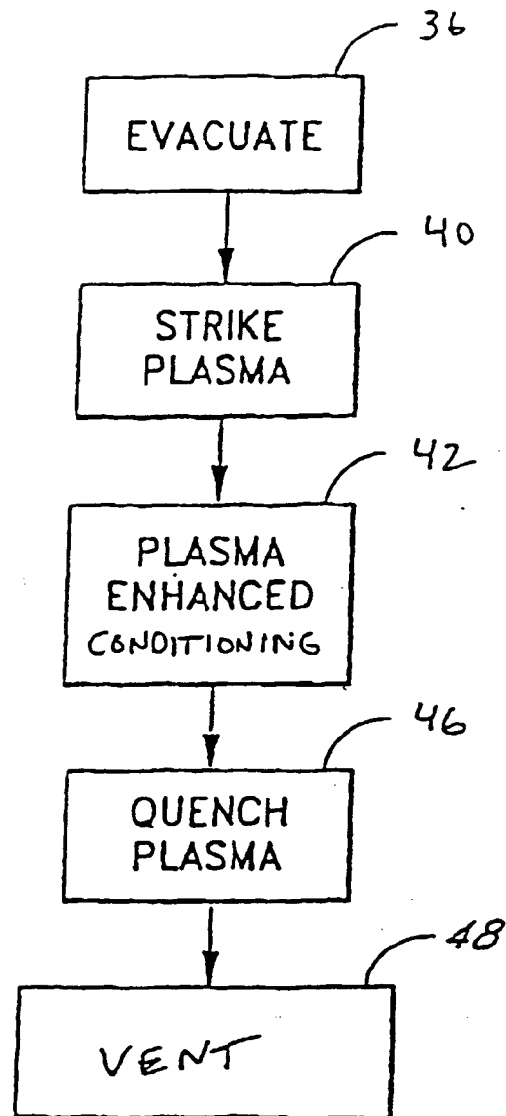 36
EVACUATE
40
STRIKE
PLASMA
42
PLASMA
ENHANCED
CONDITIONING
46
QUENCH
PLASMA
48
VENT